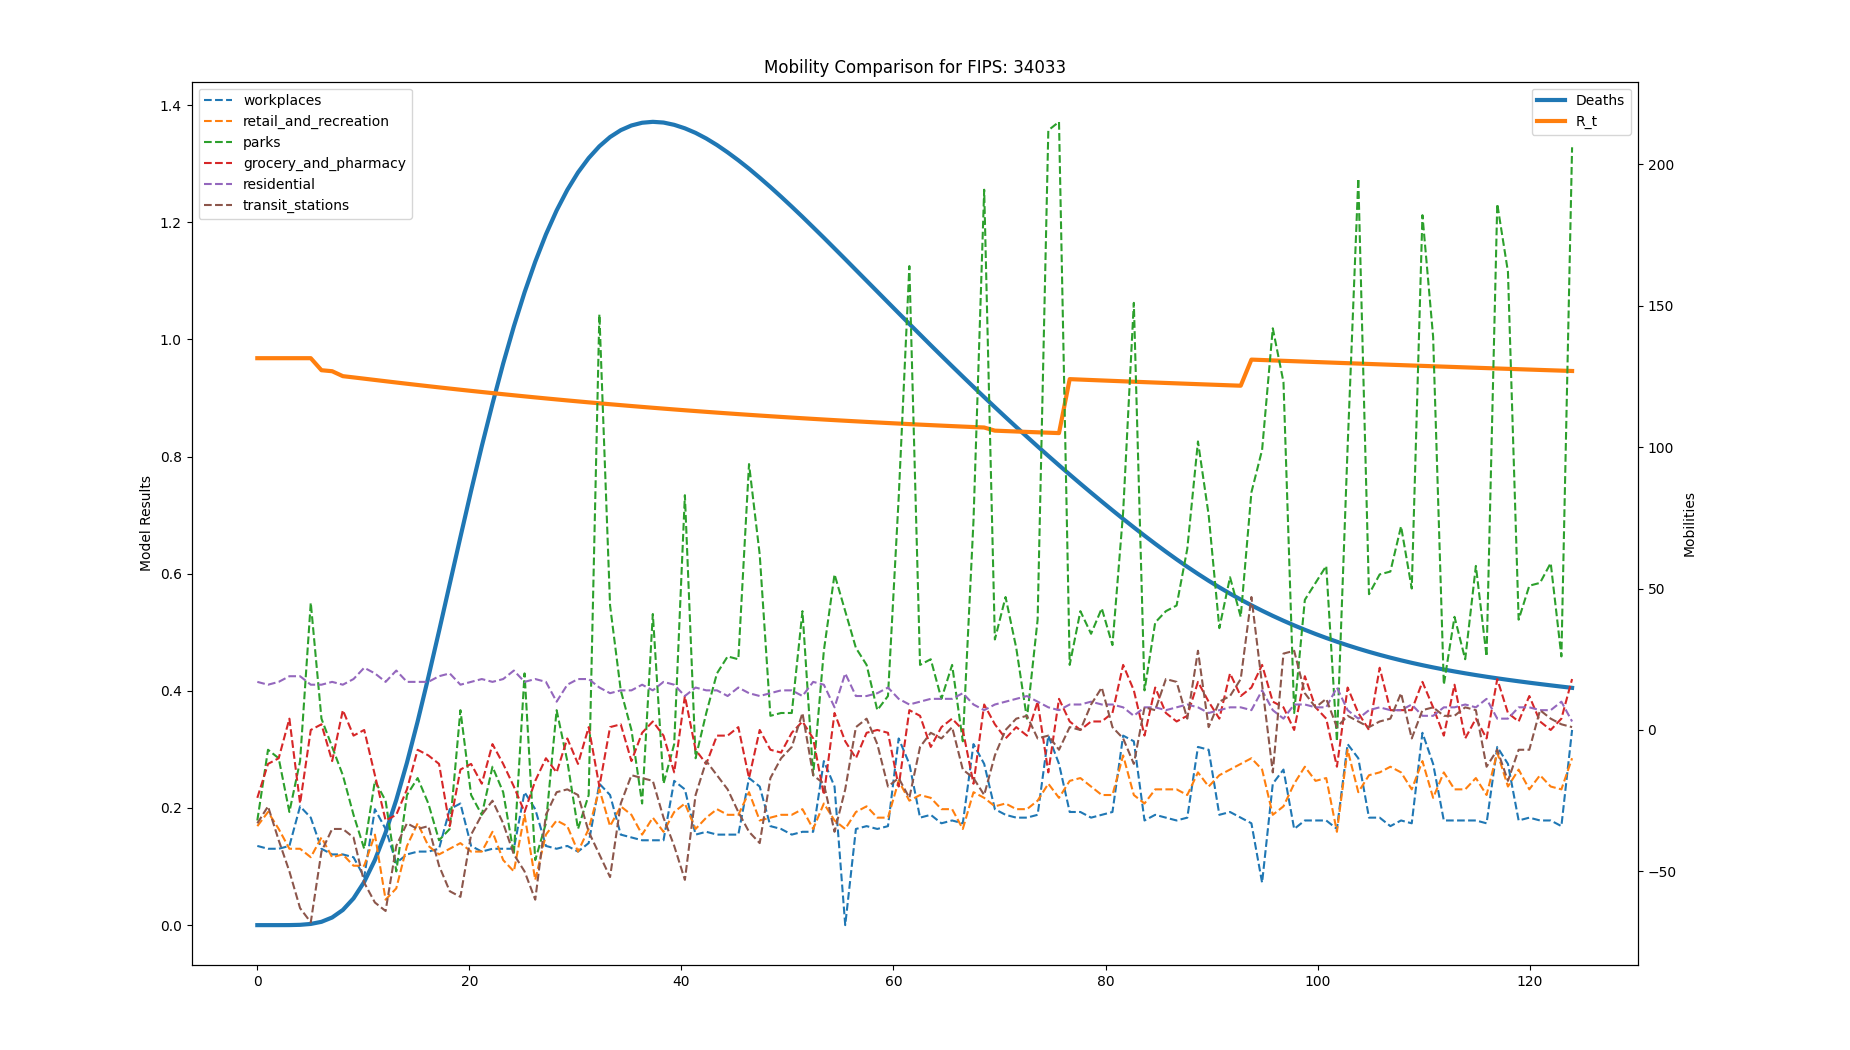 Mobility Comparison for FIPS: 34033
workplaces
retail_and_recreation
parks
grocery_and_pharmacy
residential
transit_stations
Deaths
R_t
1.4
1.2
1.0
0.8
0.6
0.4
0.2
0.0
Model Results
200
150
100
50
0
−50
Mobilities
0 20 40 60 80 100 120